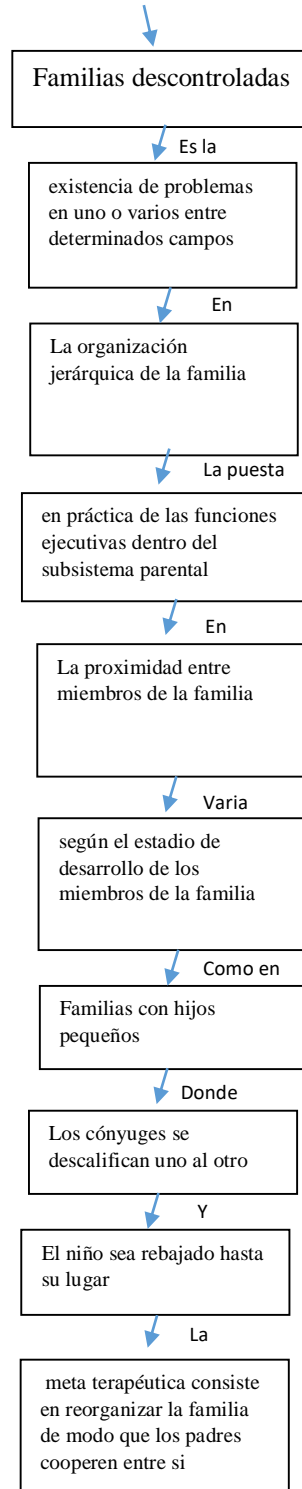 Familias descontroladas
Es la
existencia de problemas
en uno o varios entre
determinados campos
En
La organización
jerárquica de la familia
La puesta
en práctica de las funciones
ejecutivas dentro del
subsistema parental
En
La proximidad entre
miembros de la familia
Varia
según el estadio de
desarrollo de los
miembros de la familia
Como en
Familias con hijos
pequeños
Donde
Los cónyuges se
descalifican uno al otro
Y
El niño sea rebajado hasta
su lugar
La
meta terapéutica consiste
en reorganizar la familia
de modo que los padres
cooperen entre si